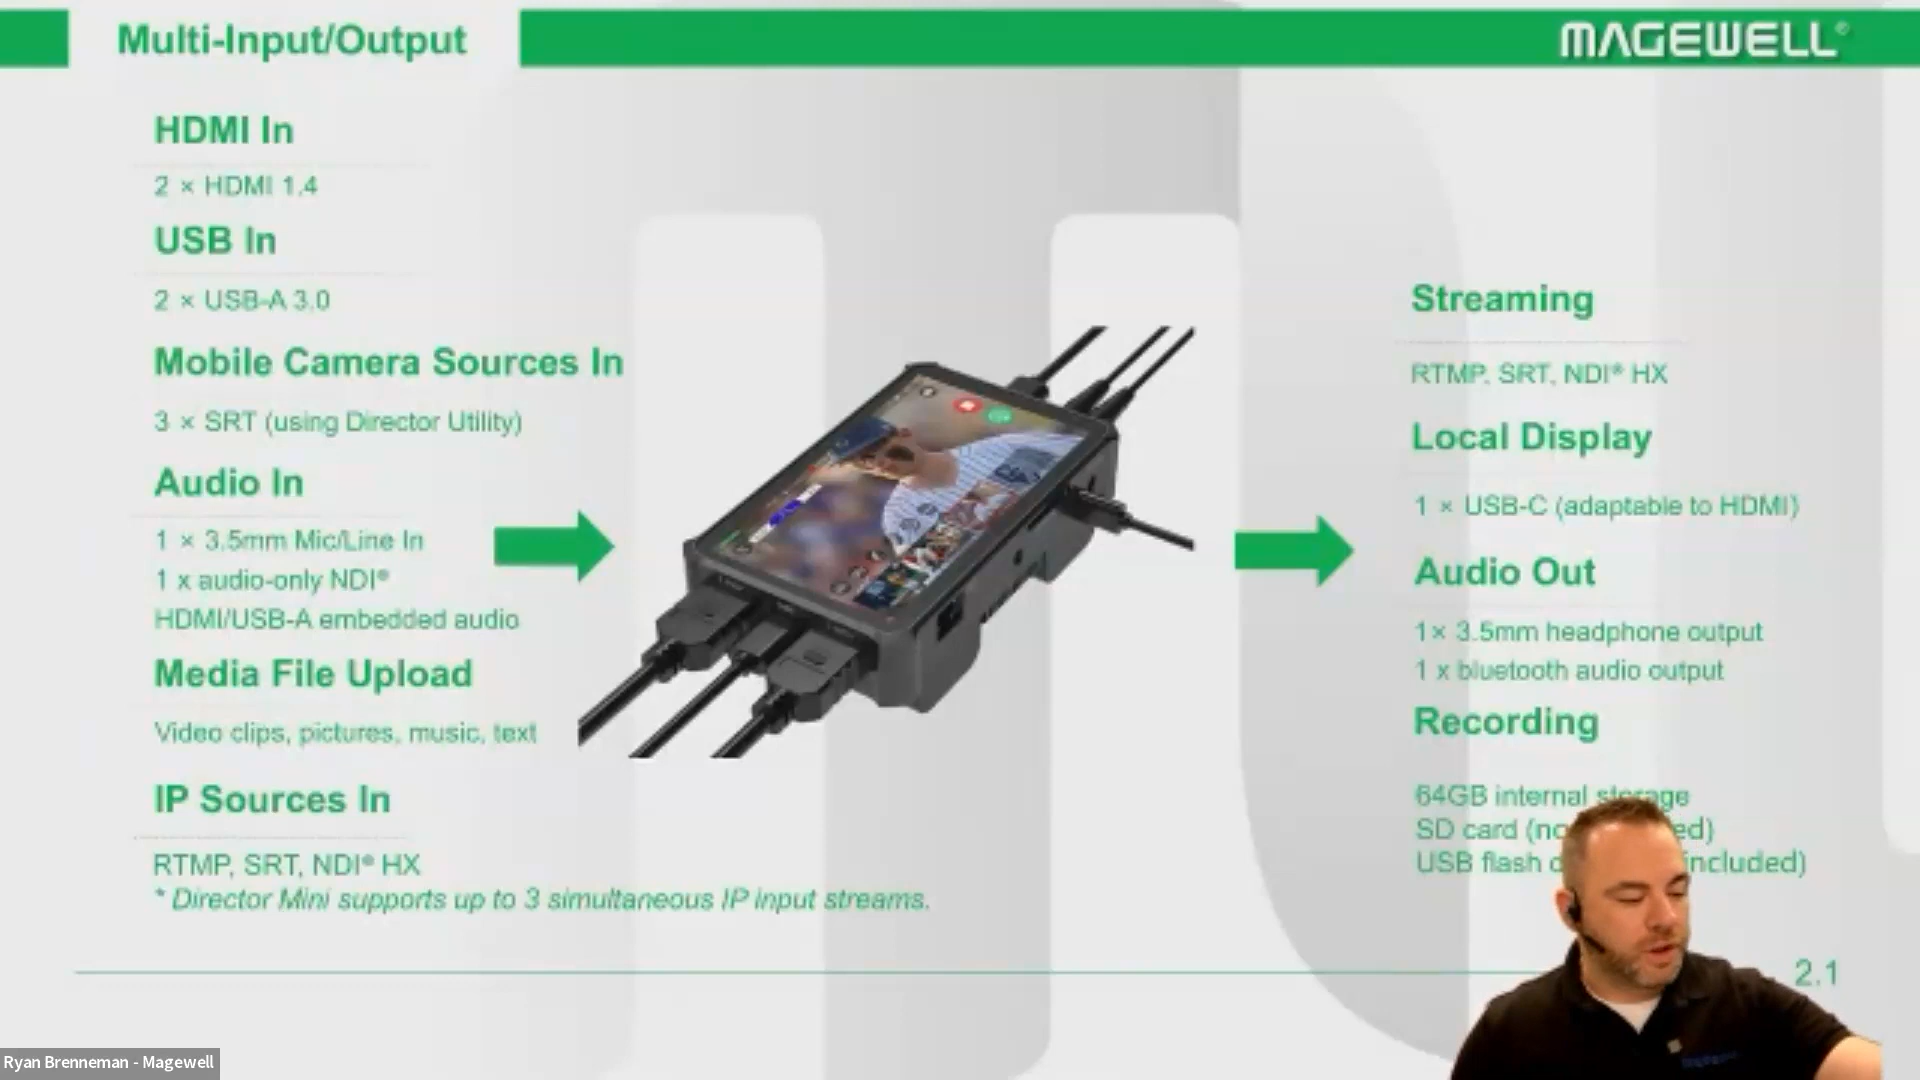 Multi-Input/Output
MAGEWELL®
HDMI In
2 × HDMI 1.4
USB In
2 × USB-A 3.0
Mobile Camera Sources In
3 × SRT (using Director Utility)
Audio In
1 × 3.5mm Mic/Line In
1 x audio-only NDI®
HDMI/USB-A embedded audio
Media File Upload
Video clips, pictures, music, text
IP Sources In
RTMP, SRT, NDI® HX
* Director Mini supports up to 3 simultaneous IP input streams.
Streaming
RTMP, SRT, NDI® HX
Local Display
1 × USB-C (adaptable to HDMI)
Audio Out
1× 3.5mm headphone output
1 x bluetooth audio output
Recording
64GB internal storage
SD card
USB flash included)
2.1
Ryan Brenneman - Magewell